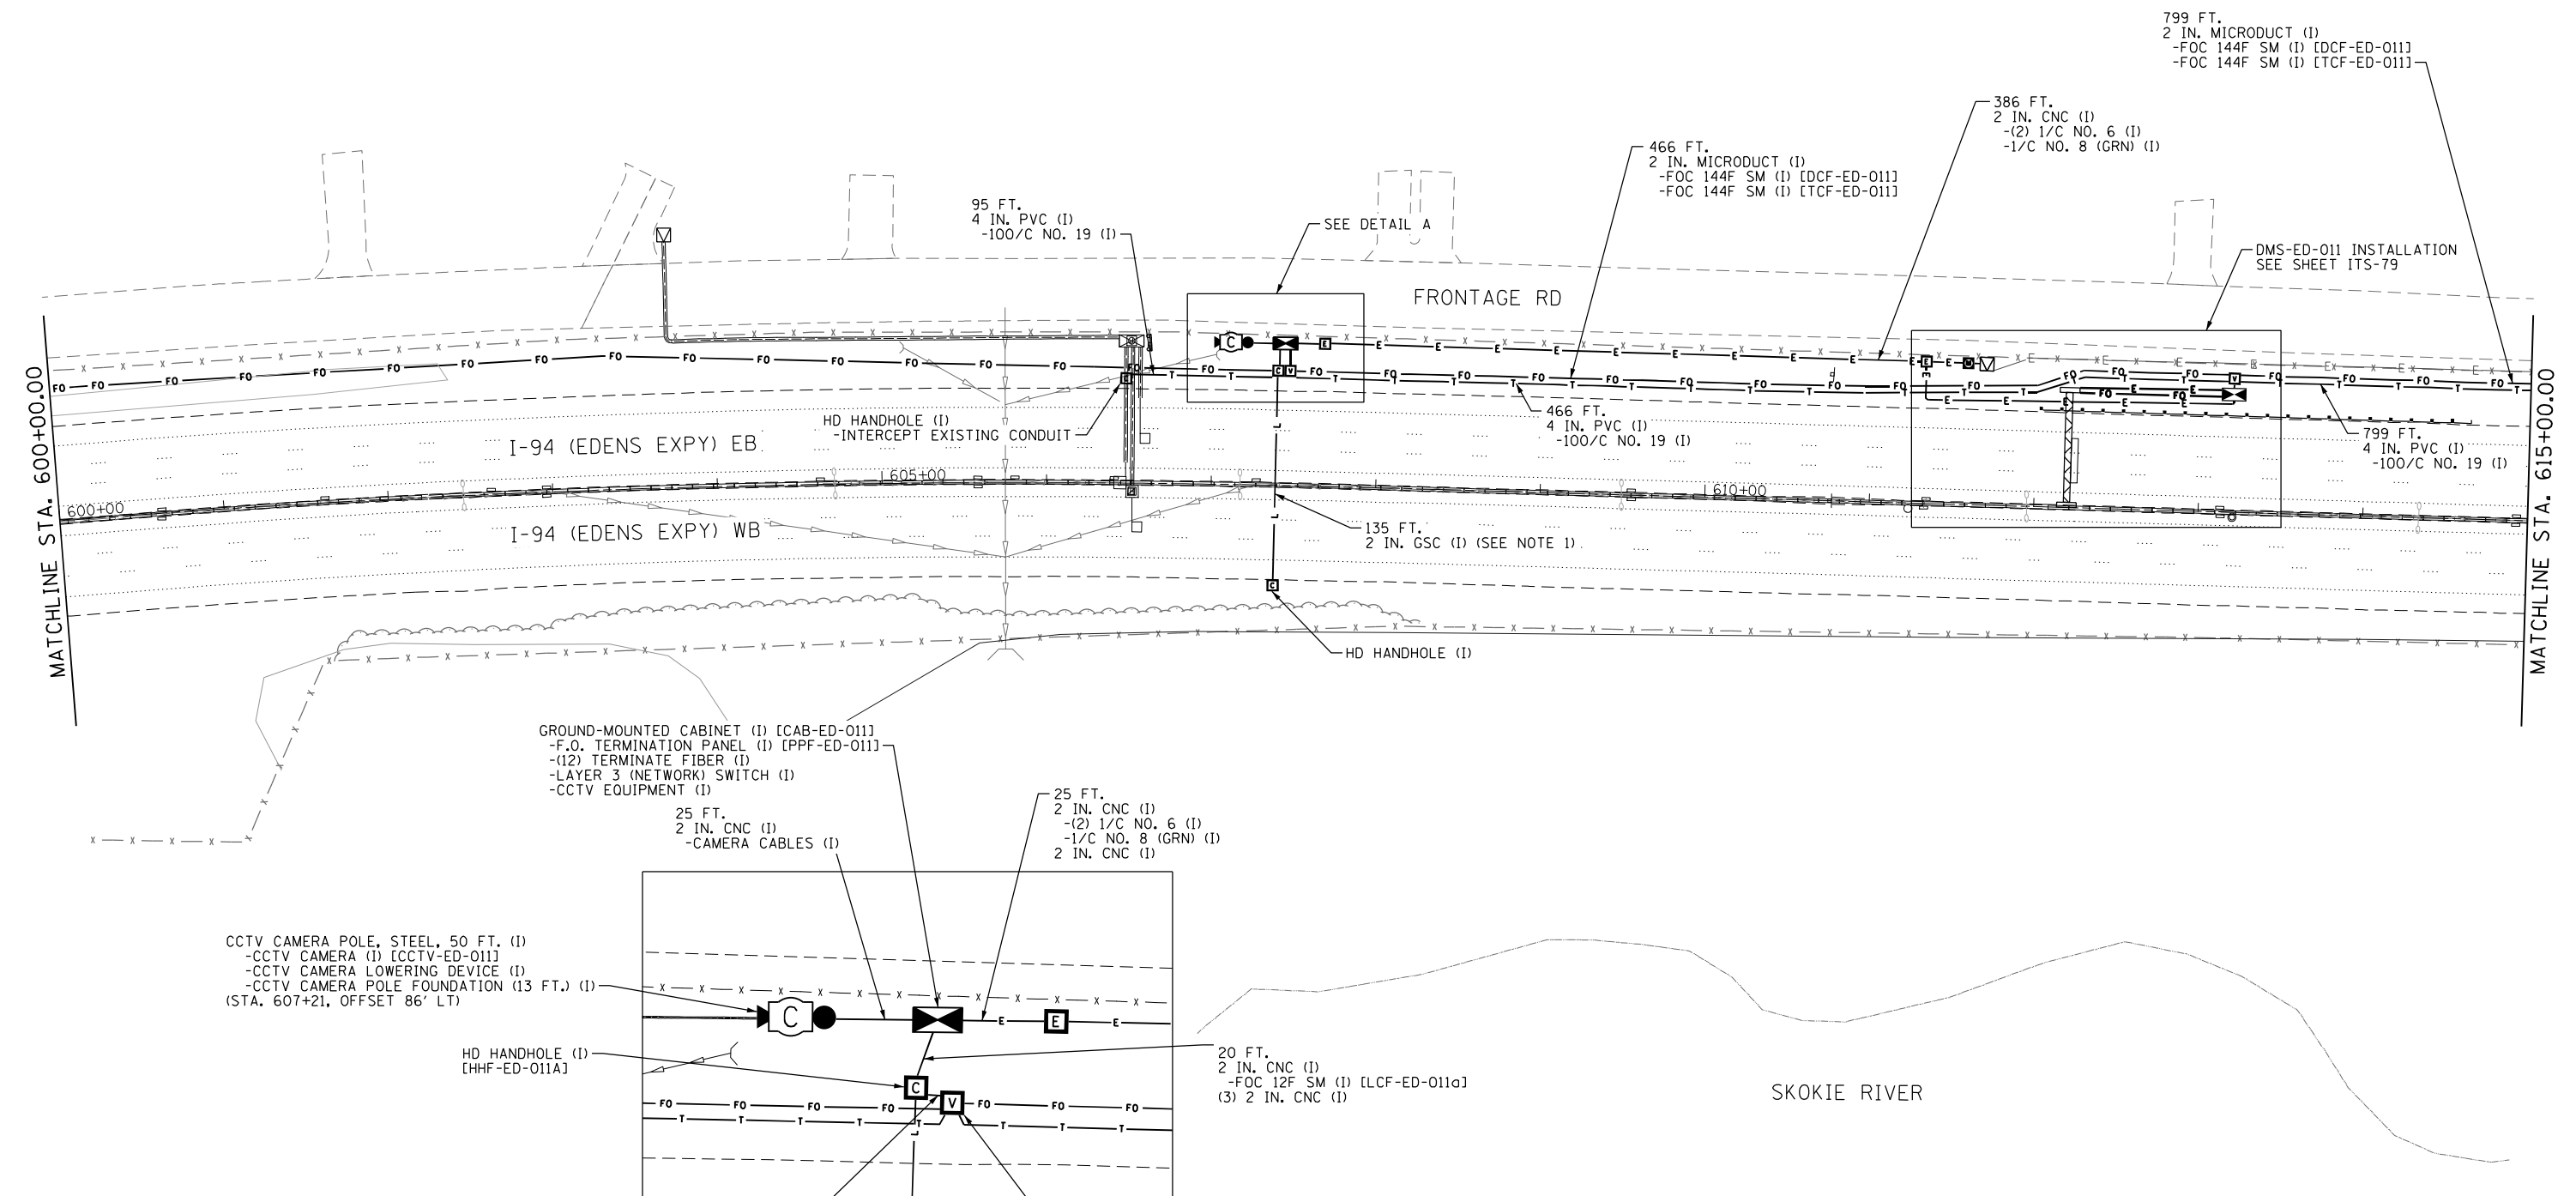 799 FT.
2 IN. MICRODUCT (I)
-FOC 144F SM (I) [DCF-ED-011]
-FOC 144F SM (I) [TCF-ED-011]
386 FT.
2 IN. CNC (I)
-(2) 1/C NO. 6 (I)
-1/C NO. 8 (GRN) (I)
466 FT.
2 IN. MICRODUCT (I)
-FOC 144F SM (I) [DCF-ED-011]
-FOC 144F SM (I) [TCF-ED-011]
95 FT.
4 IN. PVC (I)
-100/C NO. 19 (I)
SEE DETAIL A
DMS-ED-011 INSTALLATION
SEE SHEET ITS-79
FRONTAGE RD
MATCHLINE STA. 600+00.00
MATCHLINE STA. 615+00.00
HD HANDHOLE (I)
-INTERCEPT EXISTING CONDUIT
466 FT.
4 IN. PVC (I)
-100/C NO. 19 (I)
799 FT.
4 IN. PVC (I)
-100/C NO. 19 (I)
I-94 (EDENS EXPY) EB
600+00
605+00
610+00
I-94 (EDENS EXPY) WB
135 FT.
2 IN. GSC (I) (SEE NOTE 1)
HD HANDHOLE (I)
GROUND-MOUNTED CABINET (I) [CAB-ED-011]
-F.O. TERMINATION PANEL (I) [PPF-ED-011]
-(12) TERMINATE FIBER (I)
-LAYER 3 (NETWORK) SWITCH (I)
-CCTV EQUIPMENT (I)
25 FT.
2 IN. CNC (I)
-CAMERA CABLES (I)
25 FT.
2 IN. CNC (I)
-(2) 1/C NO. 6 (I)
-1/C NO. 8 (GRN) (I)
2 IN. CNC (I)
CCTV CAMERA POLE, STEEL, 50 FT. (I)
-CCTV CAMERA (I) [CCTV-ED-011]
-CCTV CAMERA LOWERING DEVICE (I)
-CCTV CAMERA POLE FOUNDATION (13 FT.) (I)
(STA. 607+21, OFFSET 86' LT)
C
E
E
E
HD HANDHOLE (I)
[HHF-ED-011A]
C
V
FO FO FO FO FO FO FO
T T T T T T T T
20 FT.
2 IN. CNC (I)
-FOC 12F SM (I) [LCF-ED-011a]
(3) 2 IN. CNC (I)
SKOKIE RIVER